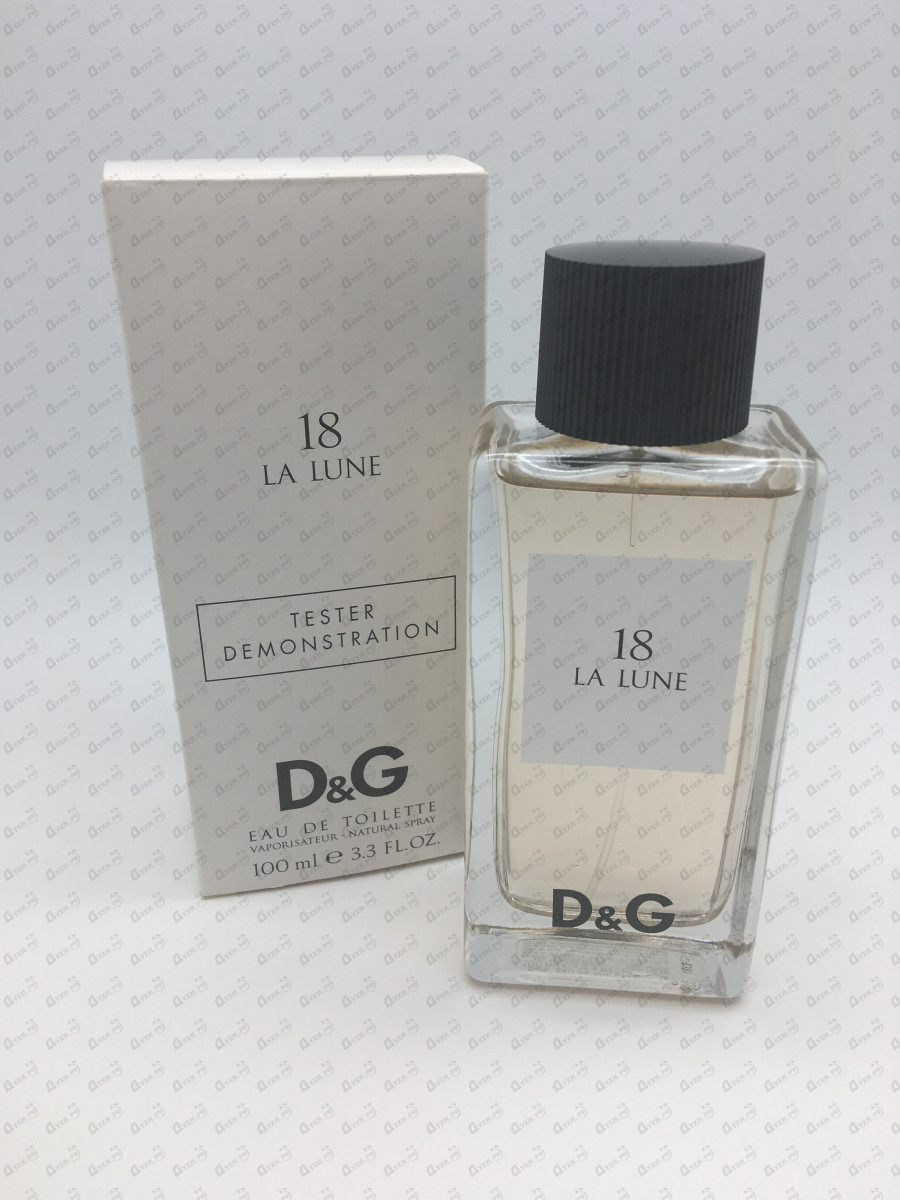 18
LA LUNE
TESTER
DEMONSTRATION
D&G
EAU DE TOILETTE
VAPORISATEUR - NATURAL SPRAY
100 ml ℮ 3.3 FL.OZ.
18
LA LUNE
D&G